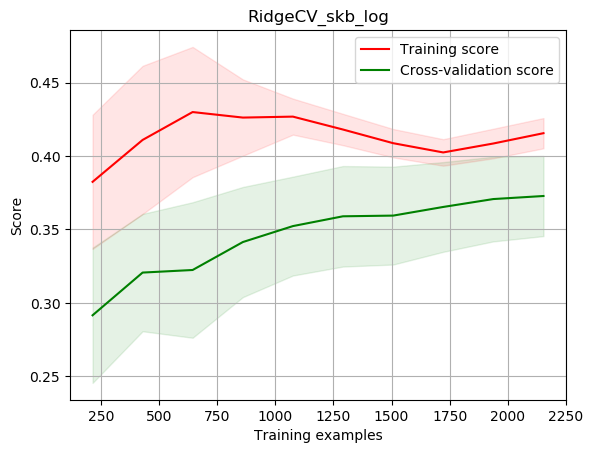 RidgeCV_skb_log
Training score
Cross-validation score
0.45
0.40
0.35
0.30
0.25
Score
250 500 750 1000 1250 1500 1750 2000 2250
Training examples